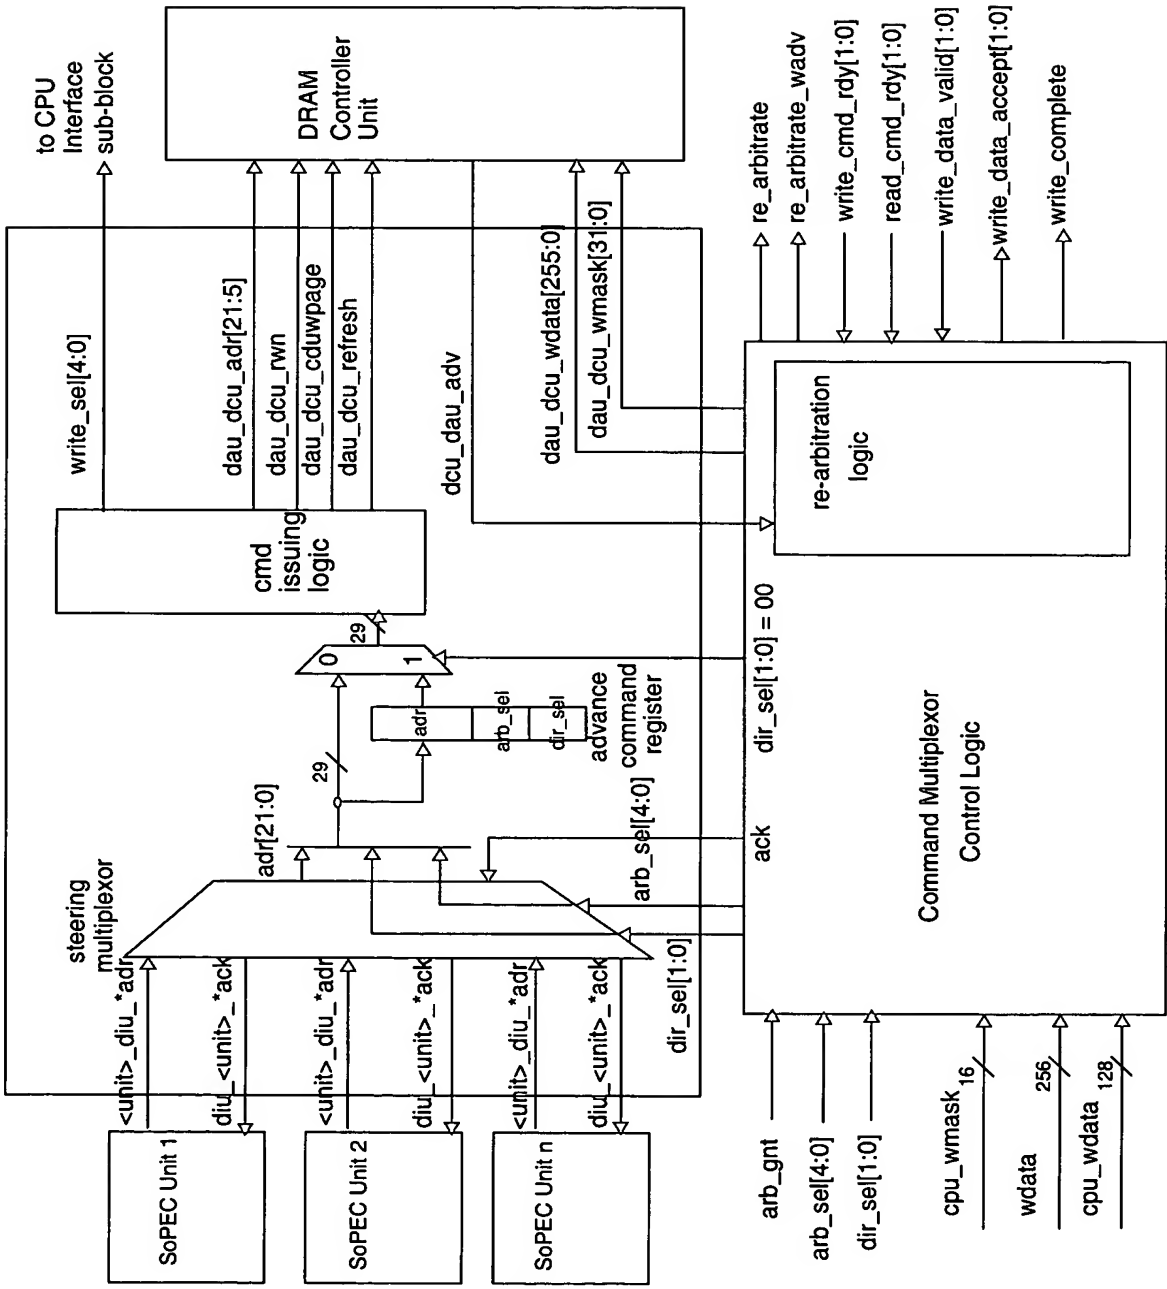 to CPU
Interface
sub-block
write_sel[4:0]
DRAM
Controller
Unit
dau_dcu_adr[21:5]
dau_dcu_rwn
dau_dcu_cduwpage
dau_dcu_refresh
dcu_dau_adv
dau_dcu_wdata[255:0]
dau_dcu_wmask[31:0]
cmd
issuing
logic
29
0
1
adr
arb_sel
dir_sel
advance
command
register
29
adr[21:0]
steering
multiplexor
<unit>_diu_*adr
diu_<unit>_*ack
<unit>_diu_*adr
diu_<unit>_*ack
<unit>_diu_*adr
diu_<unit>_*ack
SoPEC Unit 1
SoPEC Unit 2
SoPEC Unit n
dir_sel[1:0]
arb_sel[4:0]
ack
dir_sel[1:0] = 00
re-arbitration
logic
Command Multiplexor
Control Logic
re_arbitrate
re_arbitrate_wadv
write_cmd_rdy[1:0]
read_cmd_rdy[1:0]
write_data_valid[1:0]
write_data_accept[1:0]
write_complete
arb_gnt
arb_sel[4:0]
dir_sel[1:0]
cpu_wmask
16
wdata
256
cpu_wdata
128